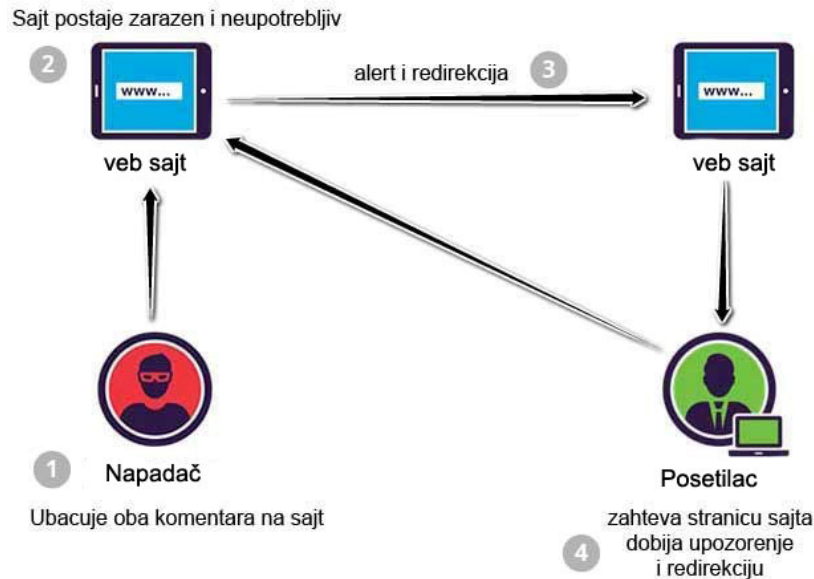 Sajt postaje zarazen i neupotrebljiv
2
www...
veb sajt
alert i redirekcija
3
www...
veb sajt
1
Napadač
Ubacuje oba komentara na sajt
Posetilac
4
zahteva stranicu sajta
dobija upozorenje
i redirekciju